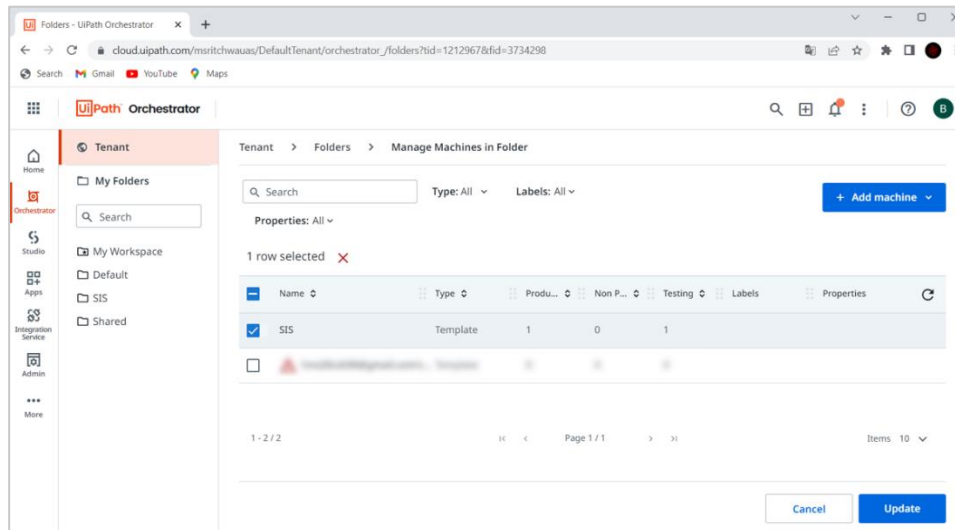 Folders - UiPath Orchestrator
cloud.uipath.com/msritchwauas/DefaultTenant/orchestrator_/folders?tid=1212967&fid=3734298
Search Gmail YouTube Maps
UiPath Orchestrator
B
Home
Orchestrator
Studio
Apps
Integration Service
Admin
More
Tenant
My Folders
Search
My Workspace
Default
SIS
Shared
Tenant > Folders > Manage Machines in Folder
Search Type: All Labels: All + Add machine
Properties: All
1 row selected
Name Type Produ... Non P... Testing Labels Properties
SIS Template 1 0 1
1 - 2 / 2 Page 1 / 1 Items 10
Cancel Update